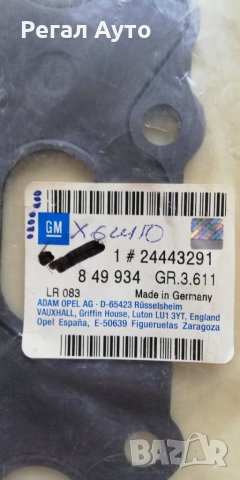 Регал Ауто
GM
1 # 24443291
8 49 934 GR.3.611
LR 083 Made in Germany
ADAM OPEL AG - D-65423 Rüsselsheim
VAUXHALL, Griffin House, Luton LU1 3YT, England
Opel España, E-50639 Figueruelas Zaragoza
BAZAR